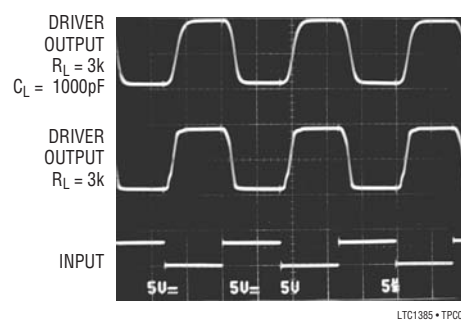 DRIVER
OUTPUT
R_L = 3k
C_L = 1000pF
DRIVER
OUTPUT
R_L = 3k
INPUT
5V= 5V= 5V
LTC1385 • TPC0